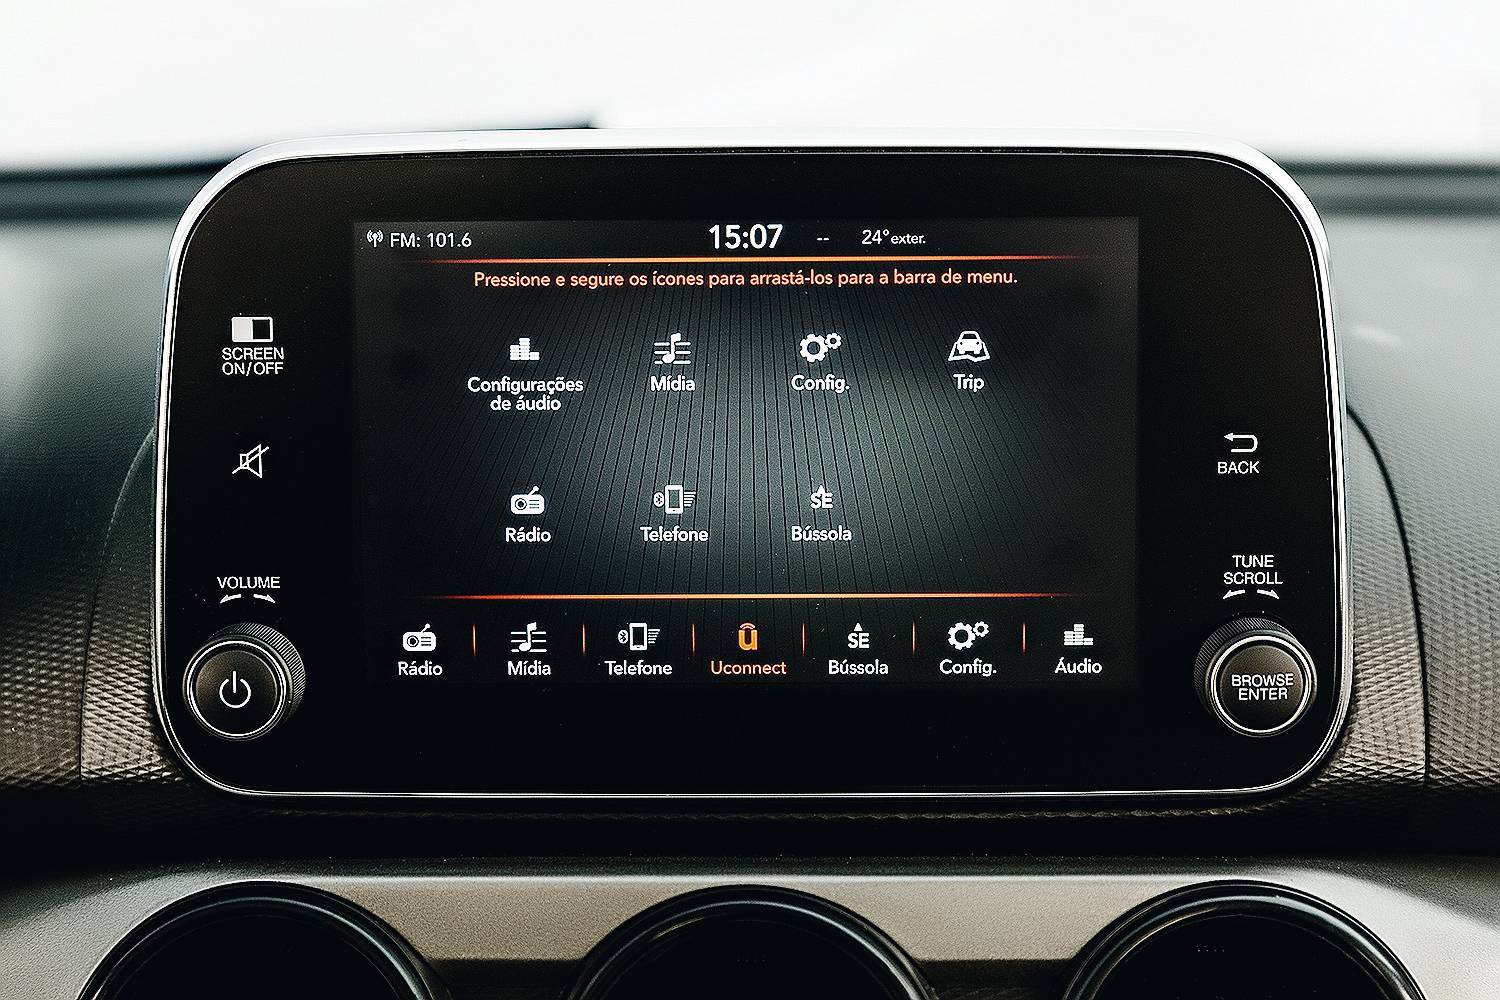 FM: 101.6 15:07 -- 24° exter.
Pressione e segure os ícones para arrastá-los para a barra de menu.
SCREEN
ON/OFF
Configurações
de áudio
Mídia
Config.
Trip
BACK
SE
Rádio
Telefone
Bússola
VOLUME
TUNE
SCROLL
SE
Rádio
Mídia
Telefone
Uconnect
Bússola
Config.
Áudio
BROWSE
ENTER